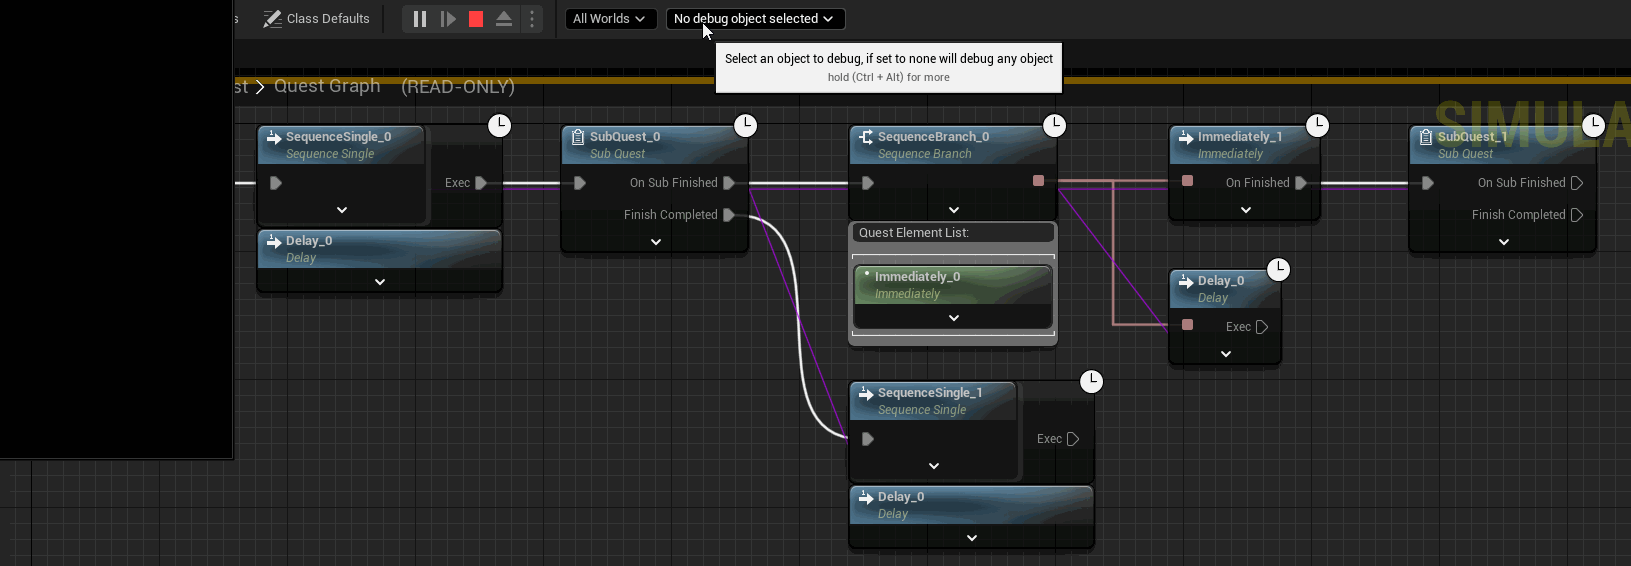 s
Class Defaults
All Worlds
No debug object selected
Select an object to debug, if set to none will debug any object
hold (Ctrl + Alt) for more
st > Quest Graph (READ-ONLY)
SIMULA
SequenceSingle_0
Sequence Single
Exec
Delay_0
Delay
SubQuest_0
Sub Quest
On Sub Finished
Finish Completed
SequenceBranch_0
Sequence Branch
Quest Element List:
Immediately_0
Immediately
Immediately_1
Immediately
On Finished
SubQuest_1
Sub Quest
On Sub Finished
Finish Completed
Delay_0
Delay
Exec
SequenceSingle_1
Sequence Single
Exec
Delay_0
Delay